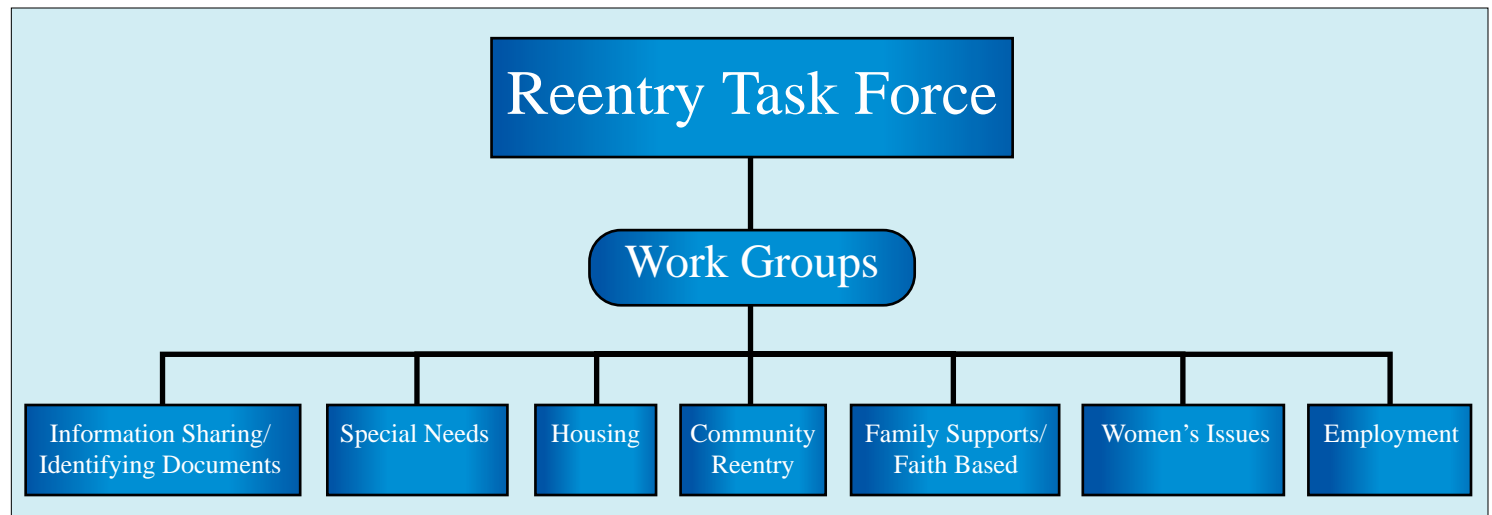 Reentry Task Force
Work Groups
Information Sharing/
Identifying Documents
Special Needs
Housing
Community
Reentry
Family Supports/
Faith Based
Women’s Issues
Employment